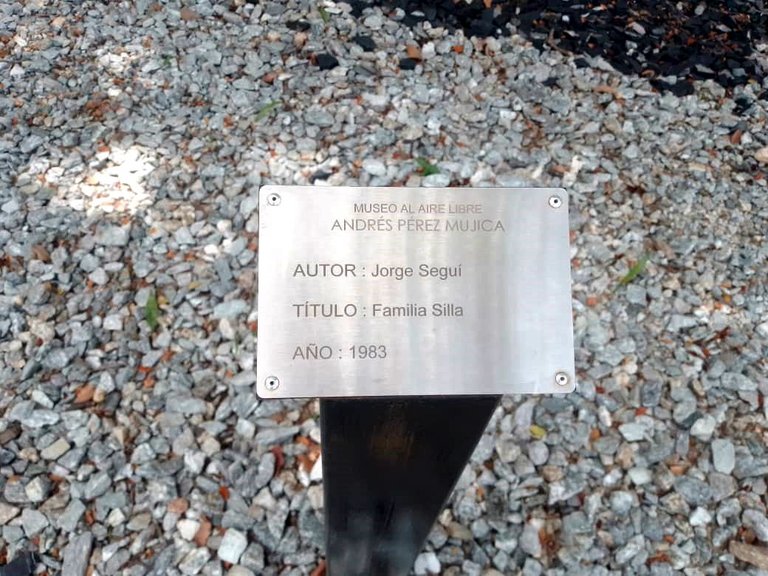 MUSEO AL AIRE LIBRE
ANDRÉS PÉREZ MUJICA
AUTOR : Jorge Seguí
TÍTULO : Familia Silla
AÑO : 1983